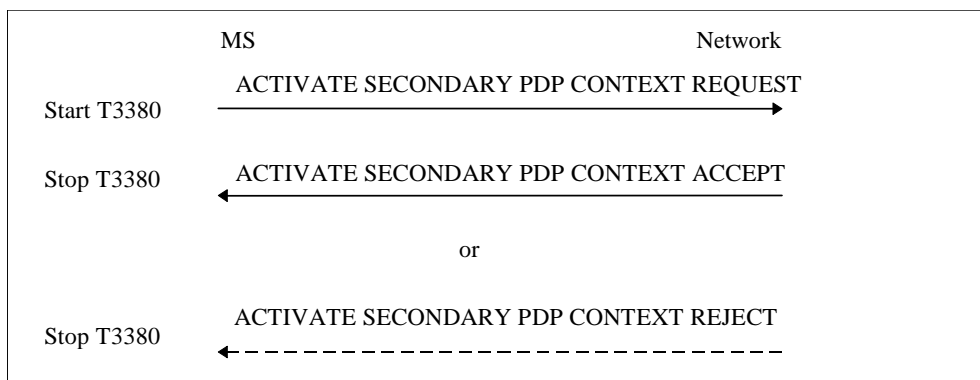 MS Network
ACTIVATE SECONDARY PDP CONTEXT REQUEST
Start T3380
ACTIVATE SECONDARY PDP CONTEXT ACCEPT
Stop T3380
or
ACTIVATE SECONDARY PDP CONTEXT REJECT
Stop T3380